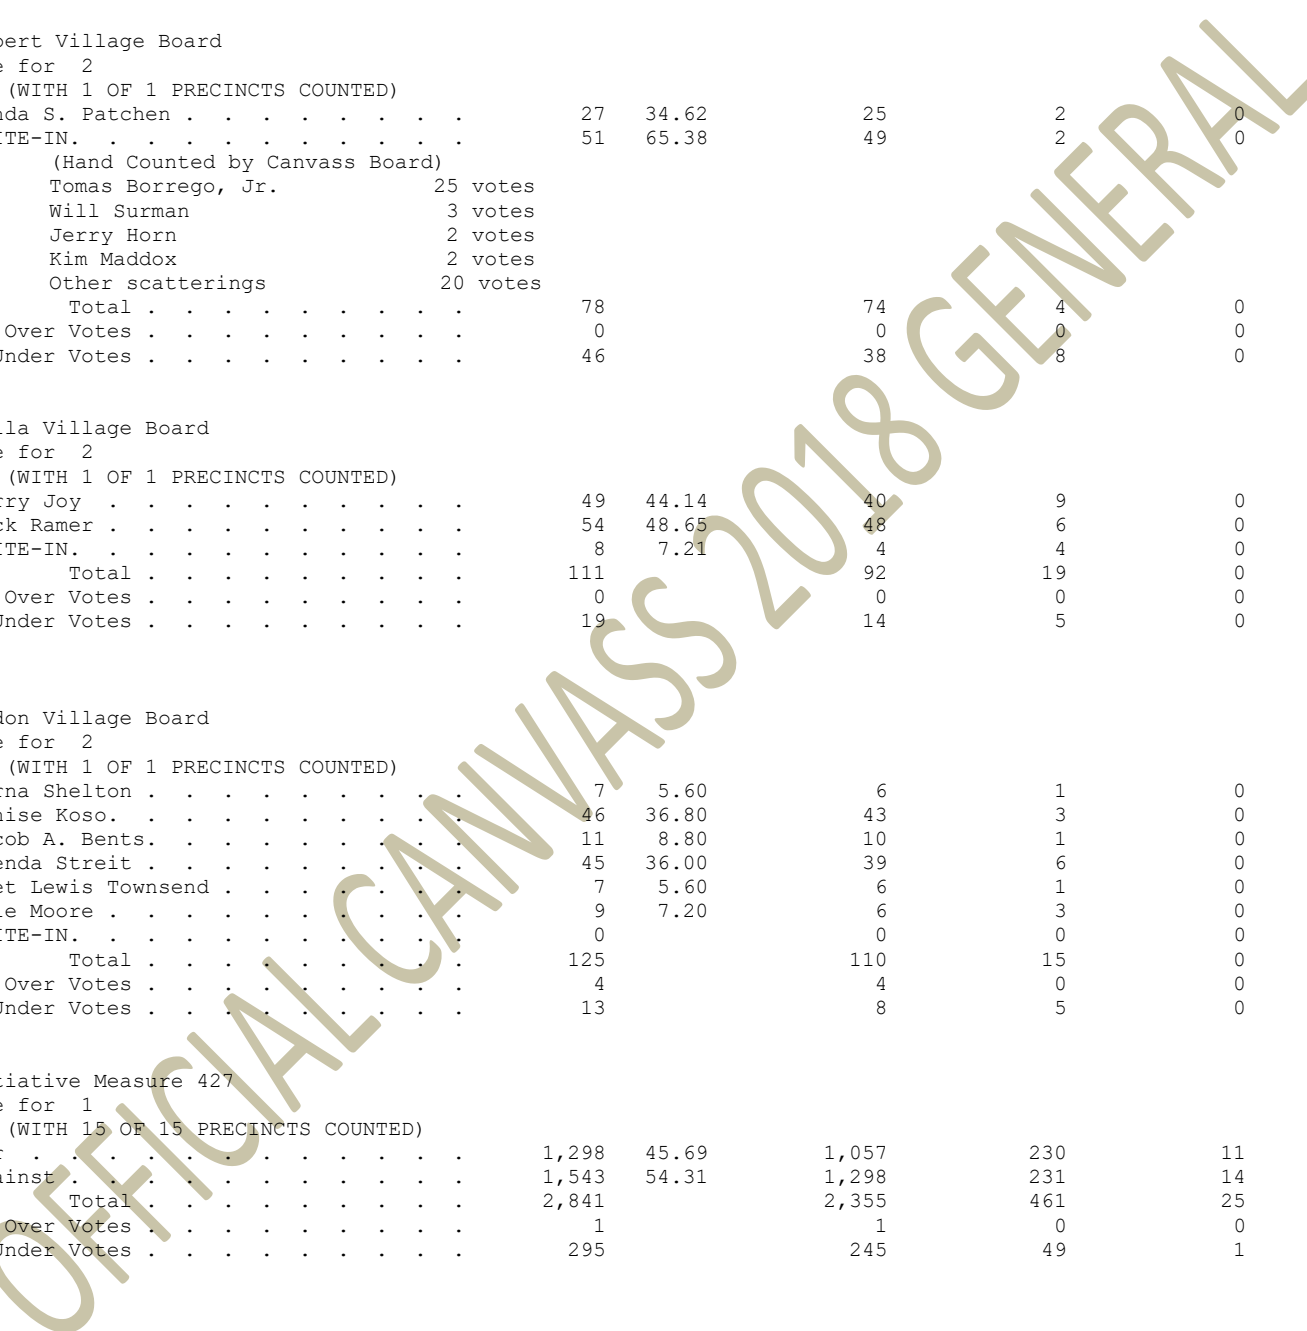 pert Village Board
e for 2
(WITH 1 OF 1 PRECINCTS COUNTED)
nda S. Patchen . . . . . . . . 27 34.62 25 2 0
ITE-IN. . . . . . . . . . . 51 65.38 49 2 0
(Hand Counted by Canvass Board)
Tomas Borrego, Jr. 25 votes
Will Surman 3 votes
Jerry Horn 2 votes
Kim Maddox 2 votes
Other scatterings 20 votes
Total . . . . . . . . . 78 74 4 0
Over Votes . . . . . . . . . 0 0 0 0
Under Votes . . . . . . . . . 46 38 8 0
lla Village Board
e for 2
(WITH 1 OF 1 PRECINCTS COUNTED)
rry Joy . . . . . . . . . . 49 44.14 40 9 0
ck Ramer . . . . . . . . . . 54 48.65 48 6 0
ITE-IN. . . . . . . . . . . 8 7.21 4 4 0
Total . . . . . . . . . 111 92 19 0
Over Votes . . . . . . . . . 0 0 0 0
Under Votes . . . . . . . . . 19 14 5 0
don Village Board
e for 2
(WITH 1 OF 1 PRECINCTS COUNTED)
rna Shelton . . . . . . . . . 7 5.60 6 1 0
nise Koso. . . . . . . . . . 46 36.80 43 3 0
cob A. Bents. . . . . . . . . 11 8.80 10 1 0
enda Streit . . . . . . . . . 45 36.00 39 6 0
et Lewis Townsend . . . . . . . 7 5.60 6 1 0
le Moore . . . . . . . . . . 9 7.20 6 3 0
ITE-IN. . . . . . . . . . . 0 0 0 0
Total . . . . . . . . . 125 110 15 0
Over Votes . . . . . . . . . 4 4 0 0
Under Votes . . . . . . . . . 13 8 5 0
tiative Measure 427
e for 1
(WITH 15 OF 15 PRECINCTS COUNTED)
r . . . . . . . . . . . . 1,298 45.69 1,057 230 11
ainst . . . . . . . . . . . 1,543 54.31 1,298 231 14
Total . . . . . . . . . 2,841 2,355 461 25
Over Votes . . . . . . . . . 1 1 0 0
Under Votes . . . . . . . . . 295 245 49 1
OFFICIAL CANVASS 2018 GENERAL